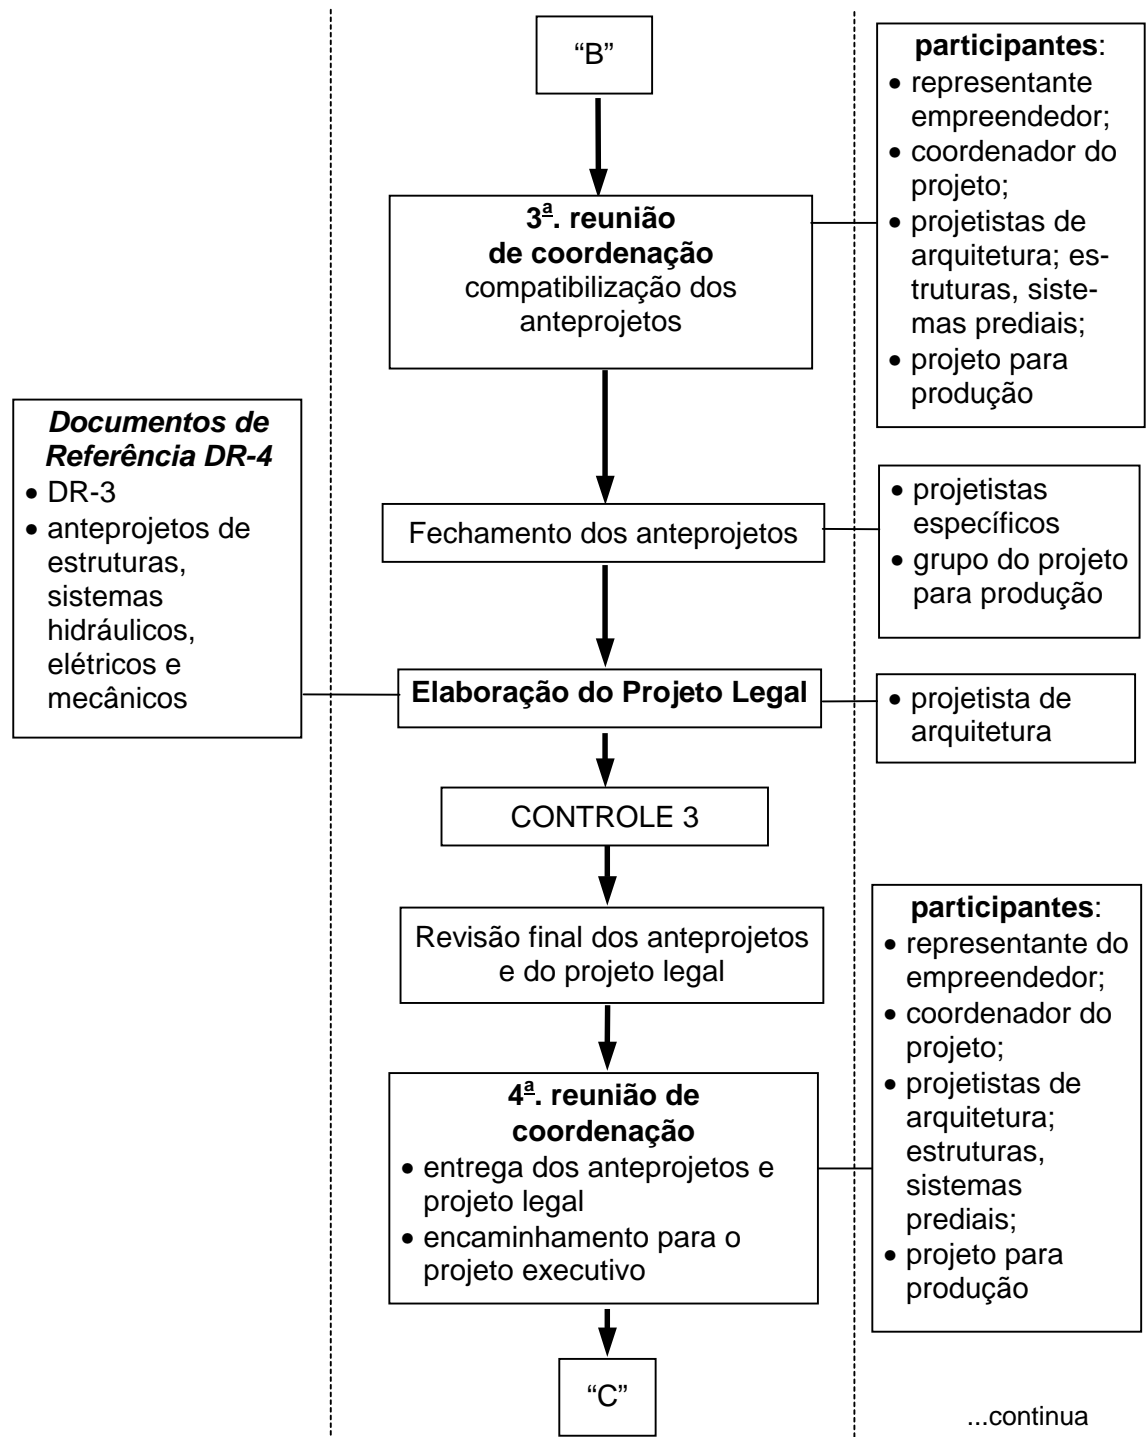 “B”
participantes:
• representante
empreendedor;
• coordenador do
projeto;
• projetistas de
arquitetura; es-
truturas, siste-
mas prediais;
• projeto para
produção
3ª. reunião
de coordenação
compatibilização dos
anteprojetos
Documentos de
Referência DR-4
• DR-3
• anteprojetos de
estruturas,
sistemas
hidráulicos,
elétricos e
mecânicos
Fechamento dos anteprojetos
• projetistas
específicos
• grupo do projeto
para produção
Elaboração do Projeto Legal
• projetista de
arquitetura
CONTROLE 3
Revisão final dos anteprojetos
e do projeto legal
participantes:
• representante do
empreendedor;
• coordenador do
projeto;
• projetistas de
arquitetura;
estruturas,
sistemas
prediais;
• projeto para
produção
4ª. reunião de
coordenação
• entrega dos anteprojetos e
projeto legal
• encaminhamento para o
projeto executivo
“C”
...continua